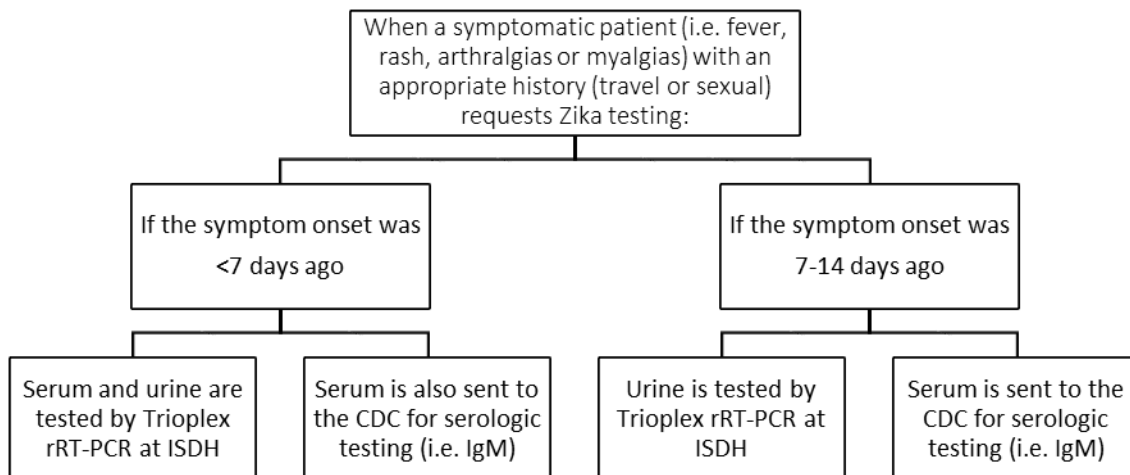 When a symptomatic patient (i.e. fever,
rash, arthralgias or myalgias) with an
appropriate history (travel or sexual)
requests Zika testing:
If the symptom onset was
<7 days ago
If the symptom onset was
7-14 days ago
Serum and urine are
tested by Trioplex
rRT-PCR at ISDH
Serum is also sent to
the CDC for serologic
testing (i.e. IgM)
Urine is tested by
Trioplex rRT-PCR at
ISDH
Serum is sent to the
CDC for serologic
testing (i.e. IgM)